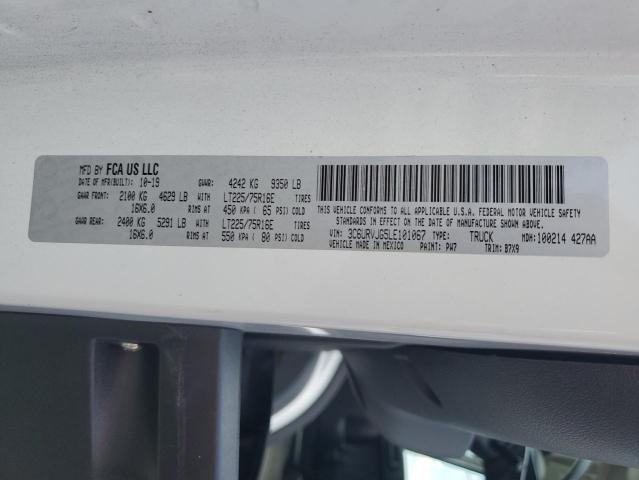 MFD BY FCA US LLC
DATE OF MFR(BUILT): 10-19 GVWR: 4242 KG 9350 LB
GAWR FRONT: 2100 KG 4629 LB LT225/75R16E TIRES
16X6.0 RIMS AT 450 KPA ( 65 PSI) COLD
GAWR REAR: 2400 KG 5291 LB LT225/75R16E TIRES
16X6.0 RIMS AT 550 KPA ( 80 PSI) COLD
THIS VEHICLE CONFORMS TO ALL APPLICABLE U.S.A. FEDERAL MOTOR VEHICLE SAFETY
STANDARDS IN EFFECT ON THE DATE OF MANUFACTURE SHOWN ABOVE.
VIN: 3C6URVJG5LE101067 TYPE: TRUCK MDH: 100214 427AA
MADE IN MEXICO PAINT: PW7 TRIM: B7X9